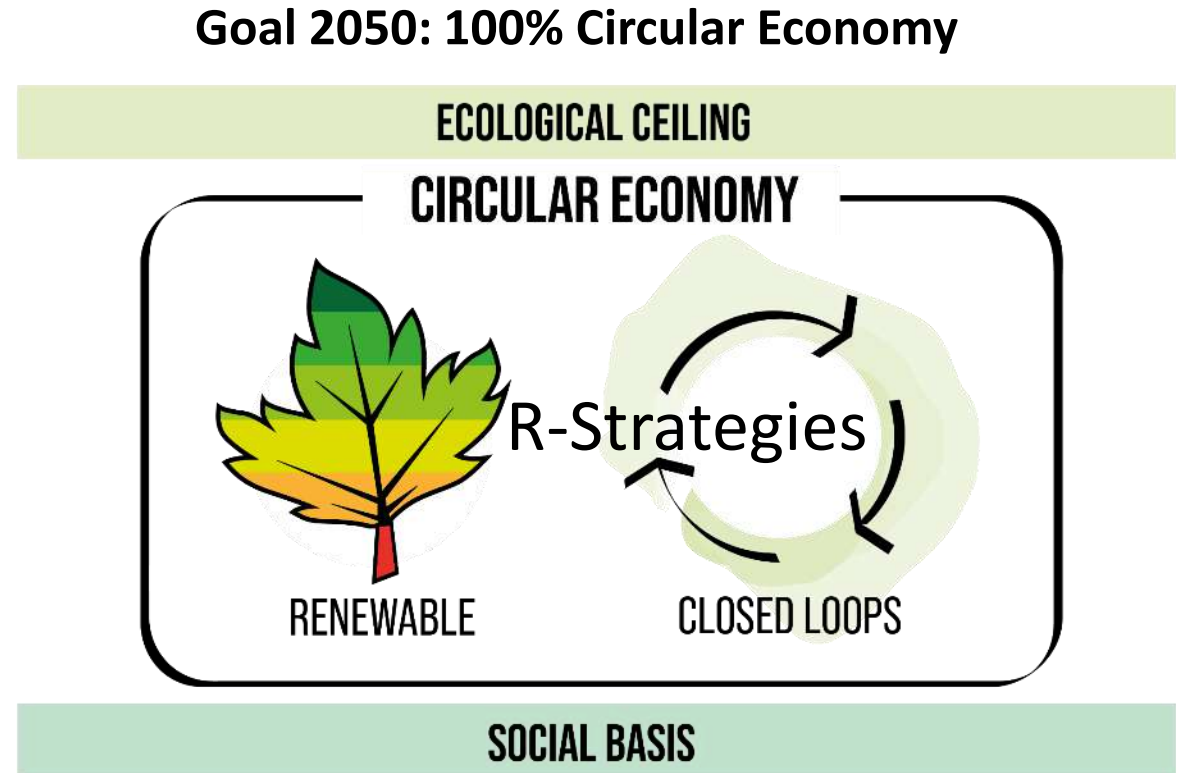 Goal 2050: 100% Circular Economy
ECOLOGICAL CEILING
CIRCULAR ECONOMY
R-Strategies
RENEWABLE
CLOSED LOOPS
SOCIAL BASIS